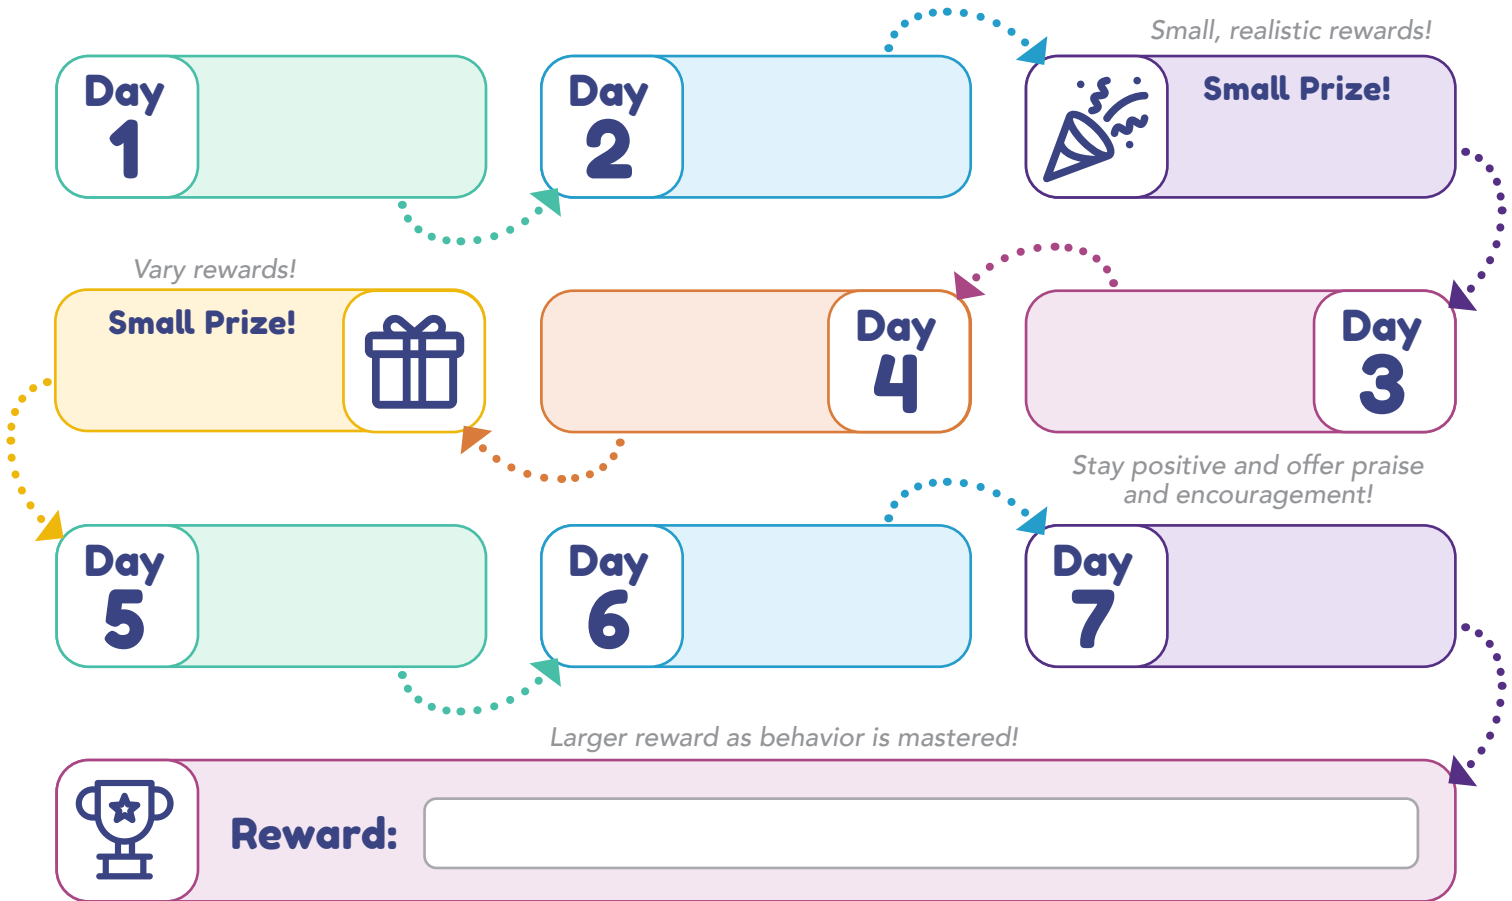 Small, realistic rewards!
Day
1
Day
2
Small Prize!
Vary rewards!
Small Prize!
Day
4
Day
3
Stay positive and offer praise
and encouragement!
Day
5
Day
6
Day
7
Larger reward as behavior is mastered!
Reward: